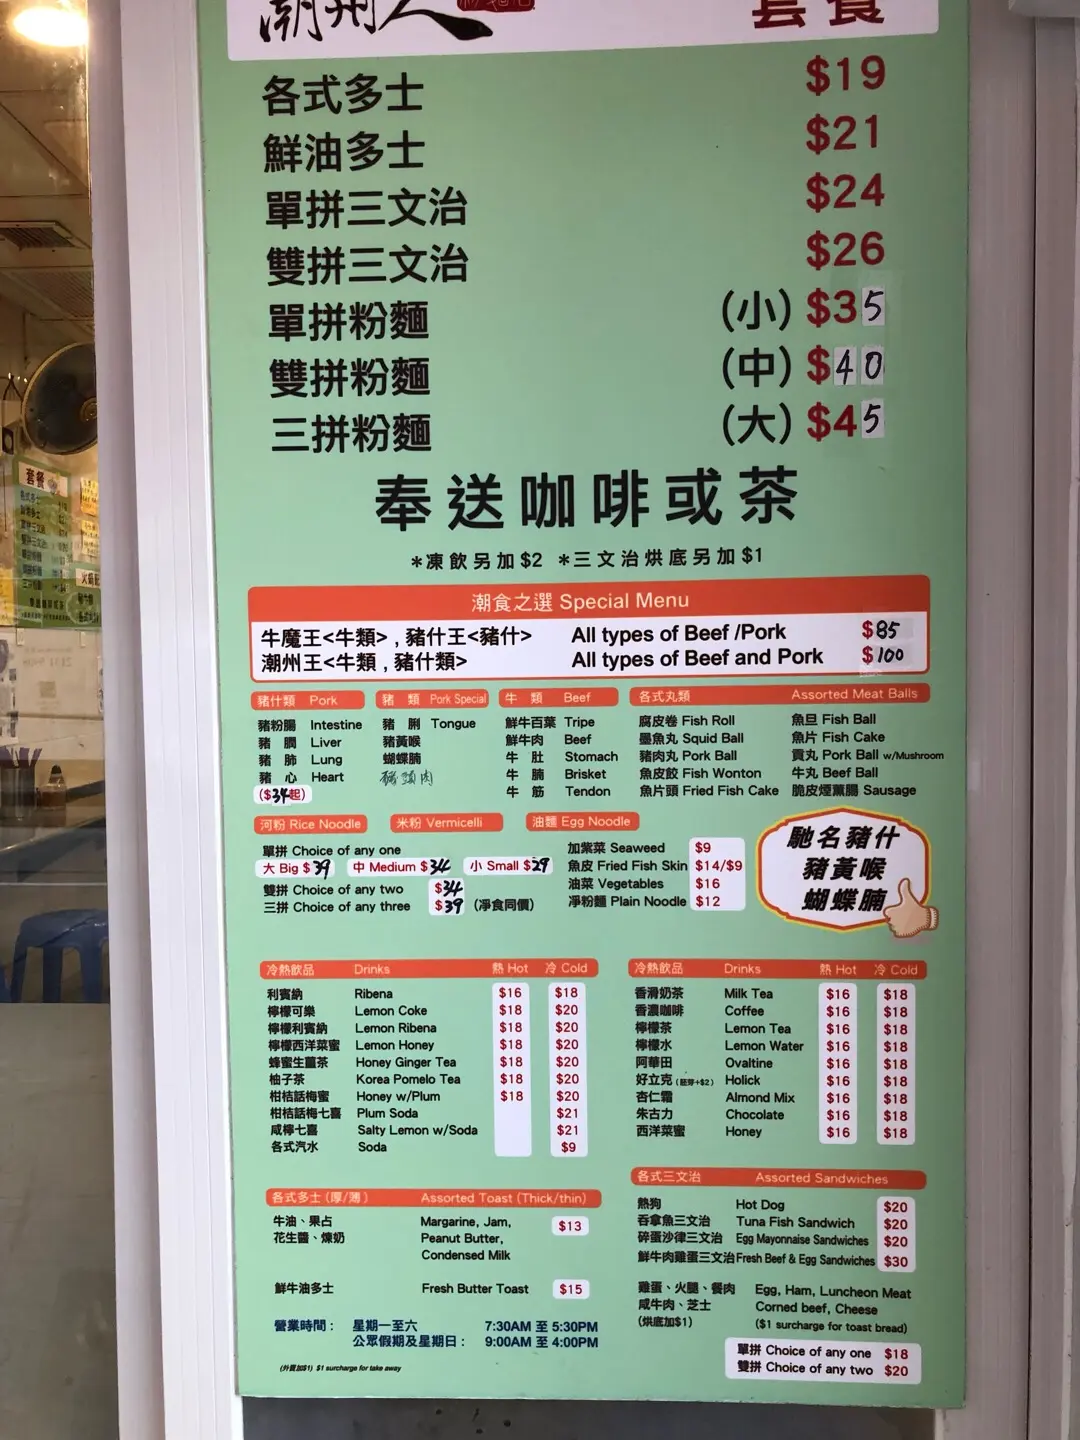 潮州人 套餐
各式多士 $19
鮮油多士 $21
單拼三文治 $24
雙拼三文治 $26
單拼粉麵 (小) $35
雙拼粉麵 (中) $40
三拼粉麵 (大) $45
奉送咖啡或茶
*凍飲另加$2 *三文治烘底另加$1
潮食之選 Special Menu
牛魔王<牛類> , 豬什王<豬什> All types of Beef /Pork $85
潮州王<牛類 , 豬什類> All types of Beef and Pork $100
豬什類 Pork
豬粉腸 Intestine
豬膶 Liver
豬肺 Lung
豬心 Heart
($34起)
豬類 Pork Special
豬脷 Tongue
豬黃喉
蝴蝶腩
豬頸肉
牛類 Beef
鮮牛百葉 Tripe
鮮牛肉 Beef
牛肚 Stomach
牛腩 Brisket
牛筋 Tendon
各式丸類 Assorted Meat Balls
腐皮卷 Fish Roll 魚旦 Fish Ball
墨魚丸 Squid Ball 魚片 Fish Cake
豬肉丸 Pork Ball 貢丸 Pork Ball w/Mushroom
魚皮餃 Fish Wonton 牛丸 Beef Ball
魚片頭 Fried Fish Cake 脆皮煙薰腸 Sausage
河粉 Rice Noodle 米粉 Vermicelli 油麵 Egg Noodle
單拼 Choice of any one
大 Big $39 中 Medium $34 小 Small $29
雙拼 Choice of any two $34
三拼 Choice of any three $39 (淨食同價)
加紫菜 Seaweed $9
魚皮 Fried Fish Skin $14/$9
油菜 Vegetables $16
淨粉麵 Plain Noodle $12
馳名豬什
豬黃喉
蝴蝶腩
冷熱飲品 Drinks 熱 Hot 冷 Cold
利賓納 Ribena $16 $18
檸檬可樂 Lemon Coke $18 $20
檸檬利賓納 Lemon Ribena $18 $20
檸檬西洋菜蜜 Lemon Honey $18 $20
蜂蜜生薑茶 Honey Ginger Tea $18 $20
柚子茶 Korea Pomelo Tea $18 $20
柑桔話梅蜜 Honey w/Plum $18 $20
柑桔話梅七喜 Plum Soda $21
咸檸七喜 Salty Lemon w/Soda $21
各式汽水 Soda $9
冷熱飲品 Drinks 熱 Hot 冷 Cold
香滑奶茶 Milk Tea $16 $18
香濃咖啡 Coffee $16 $18
檸檬茶 Lemon Tea $16 $18
檸檬水 Lemon Water $16 $18
阿華田 Ovaltine $16 $18
好立克 (胚芽+$2) Holick $16 $18
杏仁霜 Almond Mix $16 $18
朱古力 Chocolate $16 $18
西洋菜蜜 Honey $16 $18
各式多士 (厚/薄) Assorted Toast (Thick/thin)
牛油、果占 Margarine, Jam, $13
花生醬、煉奶 Peanut Butter,
Condensed Milk
鮮牛油多士 Fresh Butter Toast $15
營業時間： 星期一至六 7:30AM 至 5:30PM
公眾假期及星期日： 9:00AM 至 4:00PM
(外賣加$1) $1 surcharge for take away
各式三文治 Assorted Sandwiches
熱狗 Hot Dog $20
吞拿魚三文治 Tuna Fish Sandwich $20
碎蛋沙律三文治 Egg Mayonnaise Sandwiches $20
鮮牛肉雞蛋三文治 Fresh Beef & Egg Sandwiches $30
雞蛋、火腿、餐肉 Egg, Ham, Luncheon Meat
咸牛肉、芝士 Corned beef, Cheese
(烘底加$1) ($1 surcharge for toast bread)
單拼 Choice of any one $18
雙拼 Choice of any two $20